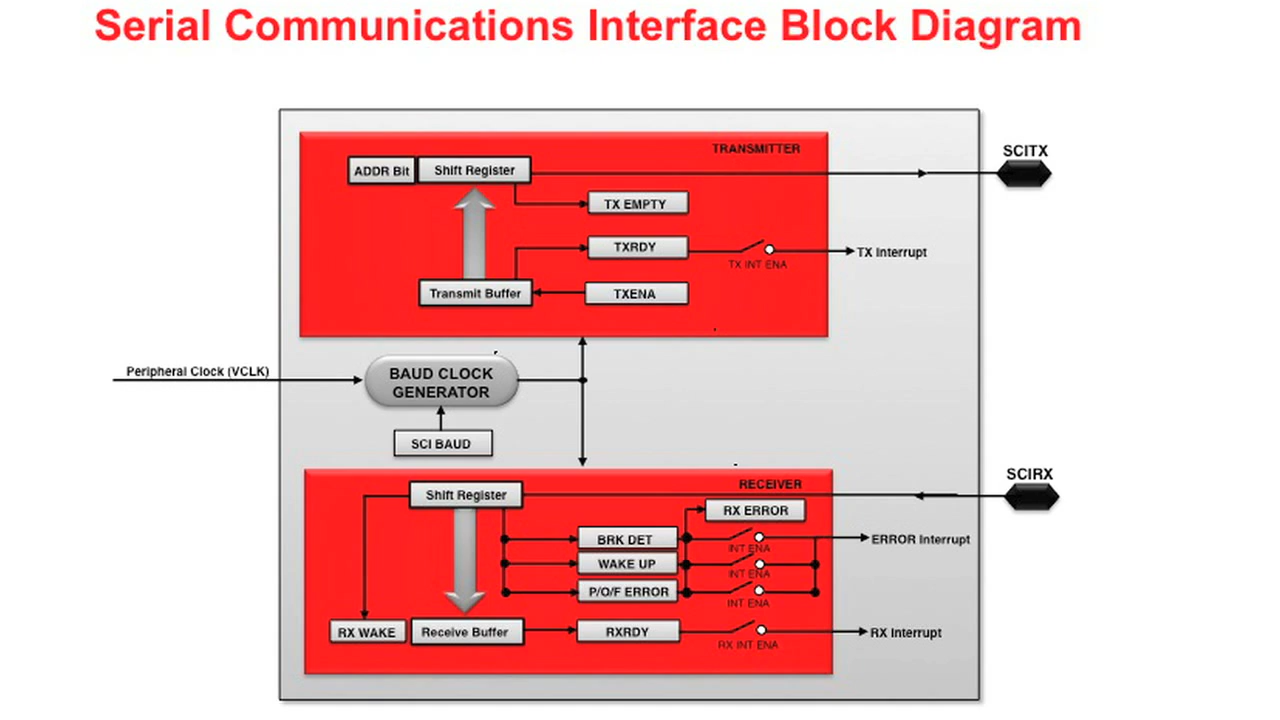 Serial Communications Interface Block Diagram
TRANSMITTER
SCITX
ADDR Bit
Shift Register
TX EMPTY
TXRDY
TX INT ENA
TX Interrupt
Transmit Buffer
TXENA
Peripheral Clock (VCLK)
BAUD CLOCK
GENERATOR
SCI BAUD
RECEIVER
SCIRX
Shift Register
RX ERROR
BRK DET
INT ENA
ERROR Interrupt
WAKE UP
INT ENA
P/O/F ERROR
INT ENA
RX WAKE
Receive Buffer
RXRDY
RX INT ENA
RX Interrupt